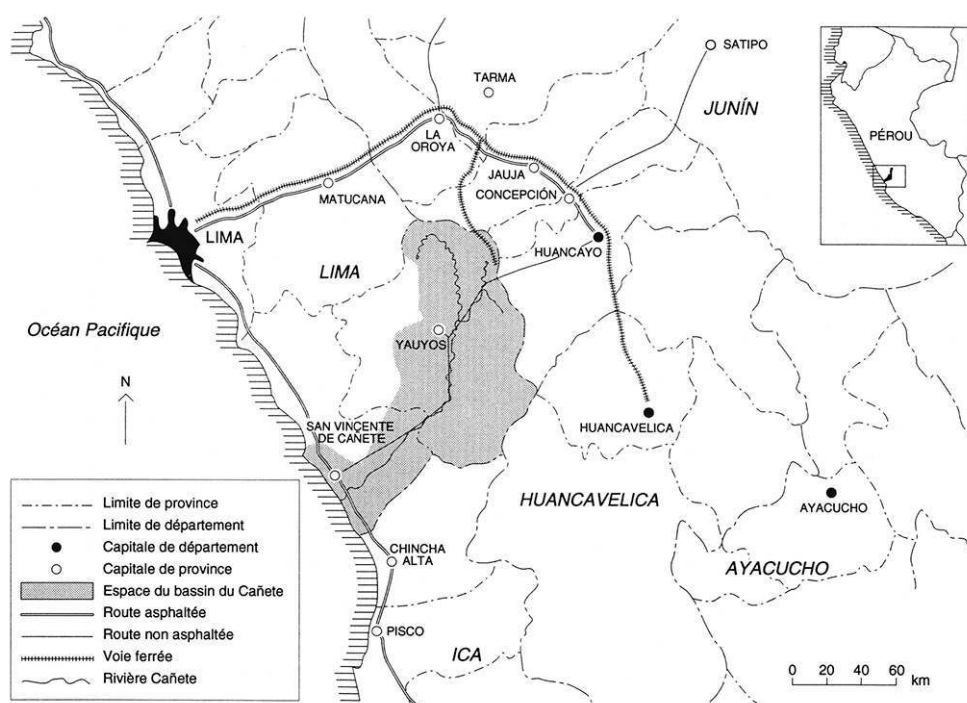 SATIPO
TARMA
JUNÍN
PÉROU
LA
OROYA
JAUJA
CONCEPCIÓN
MATUCANA
LIMA
HUANCAYO
LIMA
Océan Pacifique
YAUYOS
N
HUANCAVELICA
SAN VINCENTE
DE CAÑETE
HUANCAVELICA
AYACUCHO
CHINCHA
ALTA
AYACUCHO
PISCO
ICA
Limite de province
Limite de département
Capitale de département
Capitale de province
Espace du bassin du Cañete
Route asphaltée
Route non asphaltée
Voie ferrée
Rivière Cañete
0 20 40 60
km